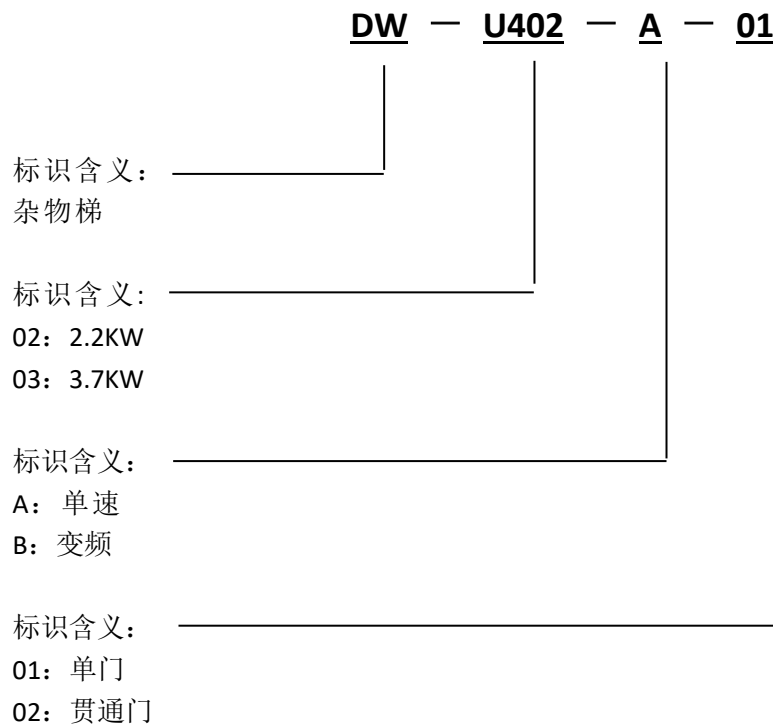 DW — U402 — A — 01
标识含义：
杂物梯
标识含义:
02：2.2KW
03：3.7KW
标识含义：
A：单速
B：变频
标识含义：
01：单门
02：贯通门